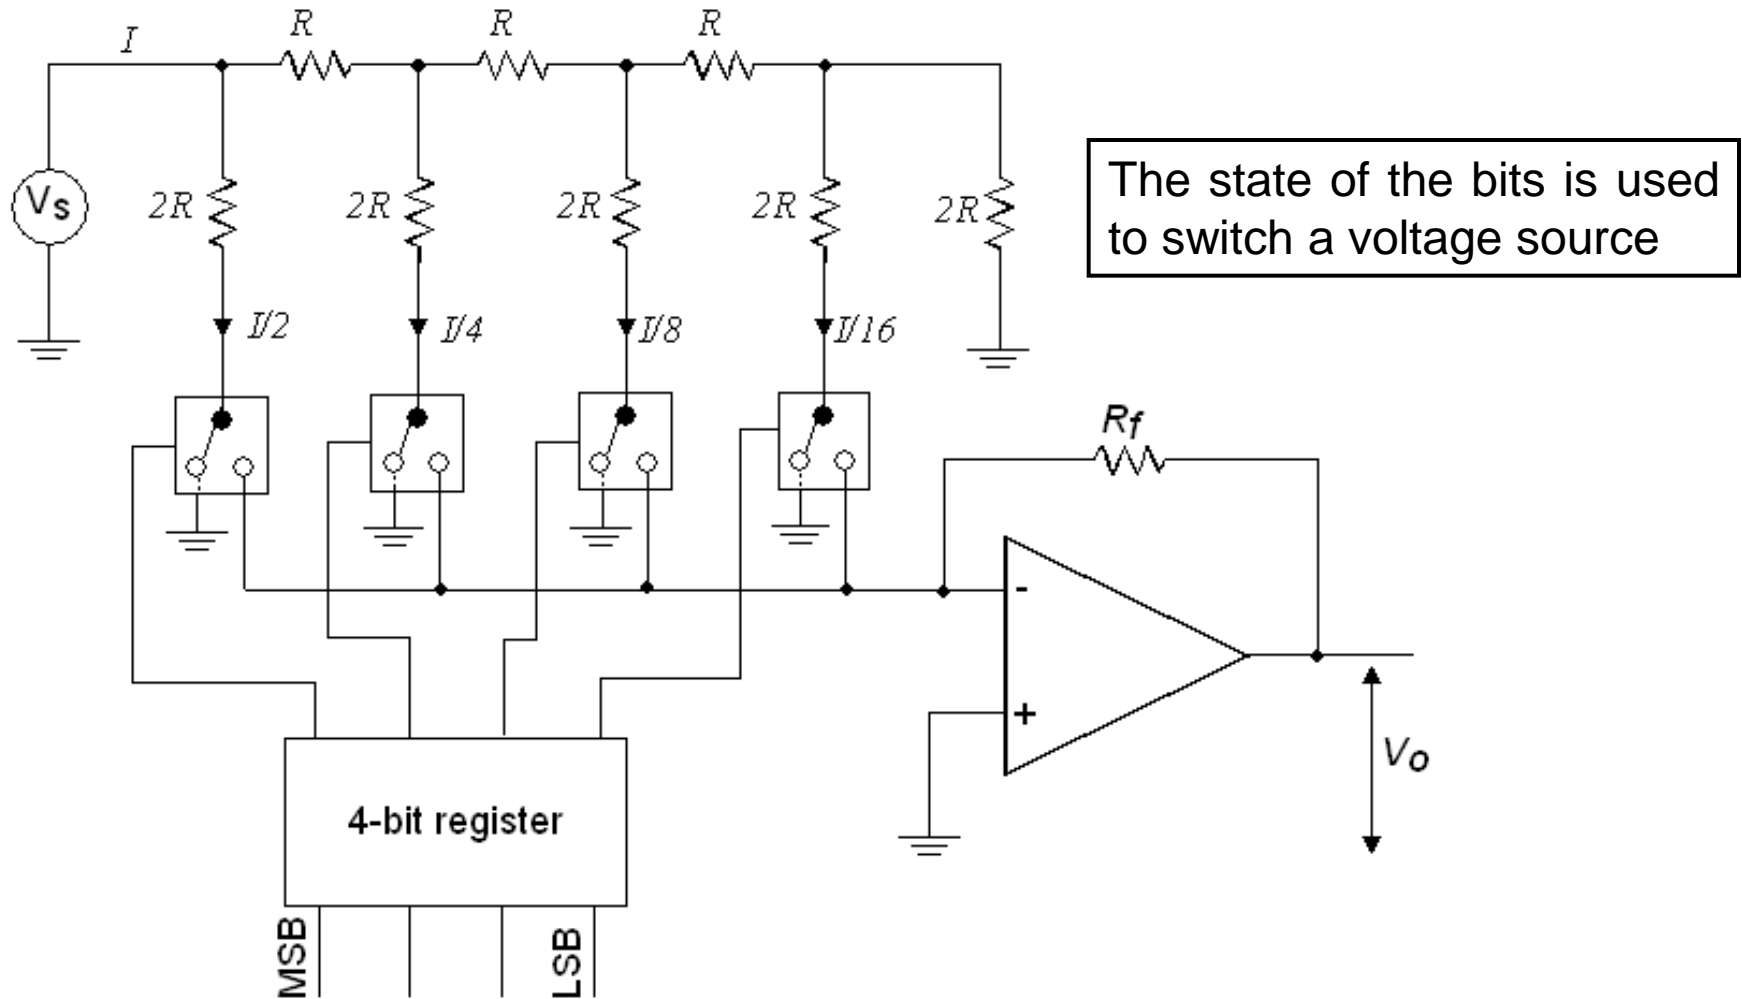 I
R
R
R
Vs
2R
2R
2R
2R
2R
The state of the bits is used
to switch a voltage source
I/2
I/4
I/8
I/16
Rf
-
+
Vo
4-bit register
MSB
LSB